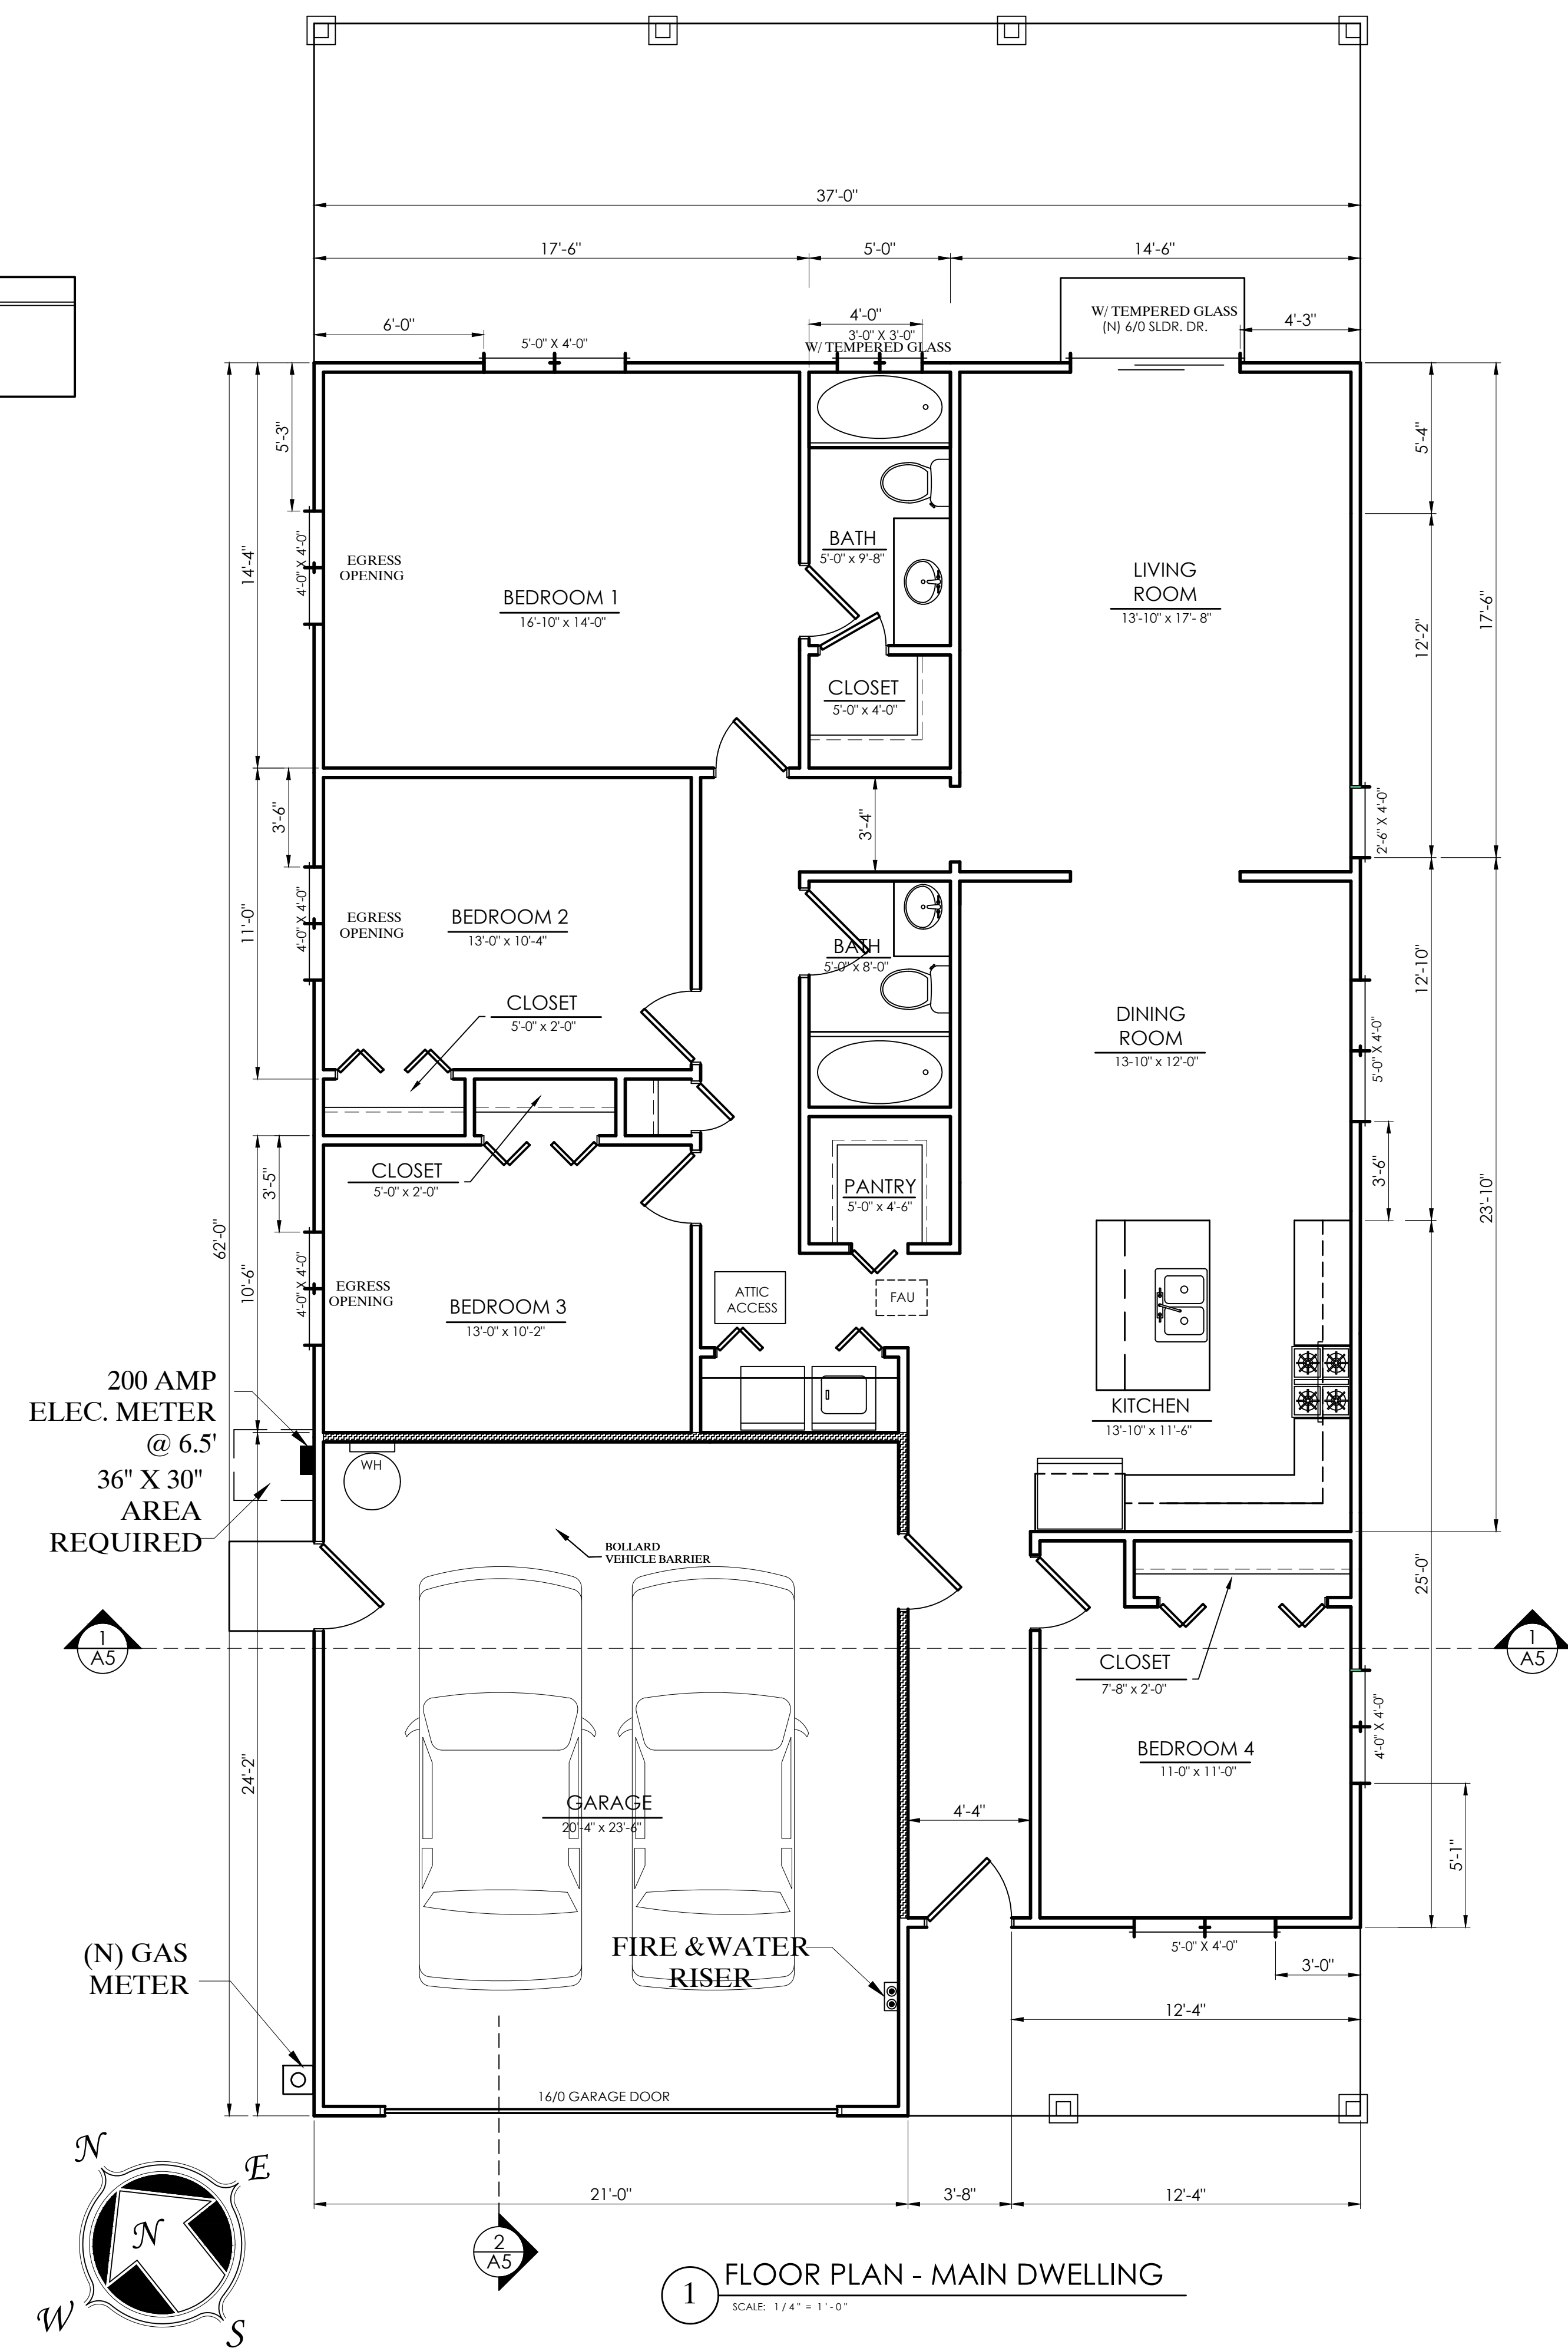 37'-0"
17'-6"
5'-0"
14'-6"
6'-0"
5'-0" X 4'-0"
4'-0"
3'-0" X 3'-0"
W/ TEMPERED GLASS
W/ TEMPERED GLASS
(N) 6/0 SLDR. DR.
4'-3"
5'-3"
14'-4"
4'-0" X 4'-0"
EGRESS
OPENING
BEDROOM 1
16'-10" x 14'-0"
BATH
5'-0" x 9'-8"
CLOSET
5'-0" x 4'-0"
LIVING
ROOM
13'-10" x 17'- 8"
5'-4"
12'-2"
17'-6"
2'-6" X 4'-0"
3'-6"
11'-0"
4'-0" X 4'-0"
EGRESS
OPENING
BEDROOM 2
13'-0" x 10'-4"
CLOSET
5'-0" x 2'-0"
3'-4"
BATH
5'-0" x 8'-0"
DINING
ROOM
13-10" x 12'-0"
5'-0" X 4'-0"
12'-10"
3'-6"
23'-10"
CLOSET
5'-0" x 2'-0"
PANTRY
5'-0" x 4'-6"
3'-5"
62'-0"
10'-6"
4'-0" X 4'-0"
EGRESS
OPENING
BEDROOM 3
13'-0" x 10'-2"
ATTIC
ACCESS
FAU
KITCHEN
13'-10" x 11'-6"
200 AMP
ELEC. METER
@ 6.5'
36" X 30"
AREA
REQUIRED
WH
BOLLARD
VEHICLE BARRIER
25'-0"
1
A5
1
A5
CLOSET
7'-8" x 2'-0"
BEDROOM 4
11-0" x 11'-0"
4'-0" X 4'-0"
24'-2"
GARAGE
20'-4" x 23'-6"
4'-4"
5'-1"
FIRE &WATER
RISER
5'-0" X 4'-0"
3'-0"
12'-4"
(N) GAS
METER
16/0 GARAGE DOOR
N
E
N
W
S
21'-0"
3'-8"
12'-4"
2
A5
1
FLOOR PLAN - MAIN DWELLING
SCALE: 1/4" = 1'-0"